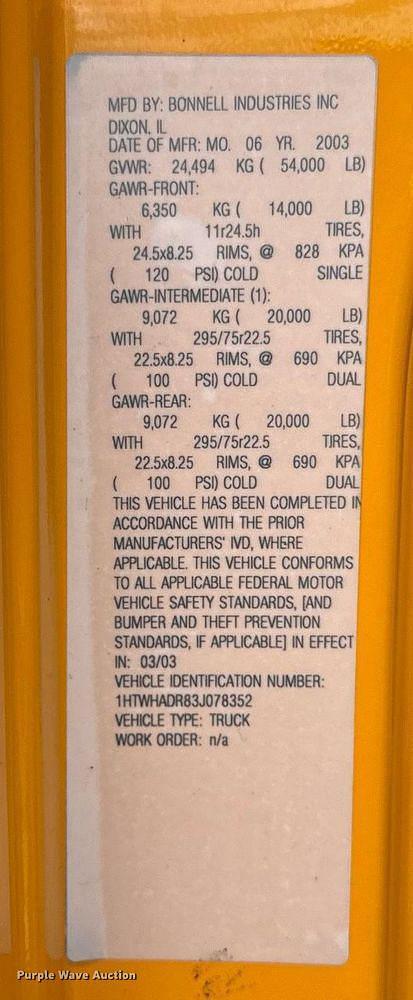 MFD BY: BONNELL INDUSTRIES INC
DIXON, IL
DATE OF MFR: MO. 06 YR. 2003
GVWR: 24,494 KG ( 54,000 LB)
GAWR-FRONT:
6,350 KG ( 14,000 LB)
WITH 11r24.5h TIRES,
24.5x8.25 RIMS, @ 828 KPA
( 120 PSI) COLD SINGLE
GAWR-INTERMEDIATE (1):
9,072 KG ( 20,000 LB)
WITH 295/75r22.5 TIRES,
22.5x8.25 RIMS, @ 690 KPA
( 100 PSI) COLD DUAL
GAWR-REAR:
9,072 KG ( 20,000 LB)
WITH 295/75r22.5 TIRES,
22.5x8.25 RIMS, @ 690 KPA
( 100 PSI) COLD DUAL
THIS VEHICLE HAS BEEN COMPLETED IN
ACCORDANCE WITH THE PRIOR
MANUFACTURERS' IVD, WHERE
APPLICABLE. THIS VEHICLE CONFORMS
TO ALL APPLICABLE FEDERAL MOTOR
VEHICLE SAFETY STANDARDS, [AND
BUMPER AND THEFT PREVENTION
STANDARDS, IF APPLICABLE] IN EFFECT
IN: 03/03
VEHICLE IDENTIFICATION NUMBER:
1HTWHADR83J078352
VEHICLE TYPE: TRUCK
WORK ORDER: n/a
Purple Wave Auction